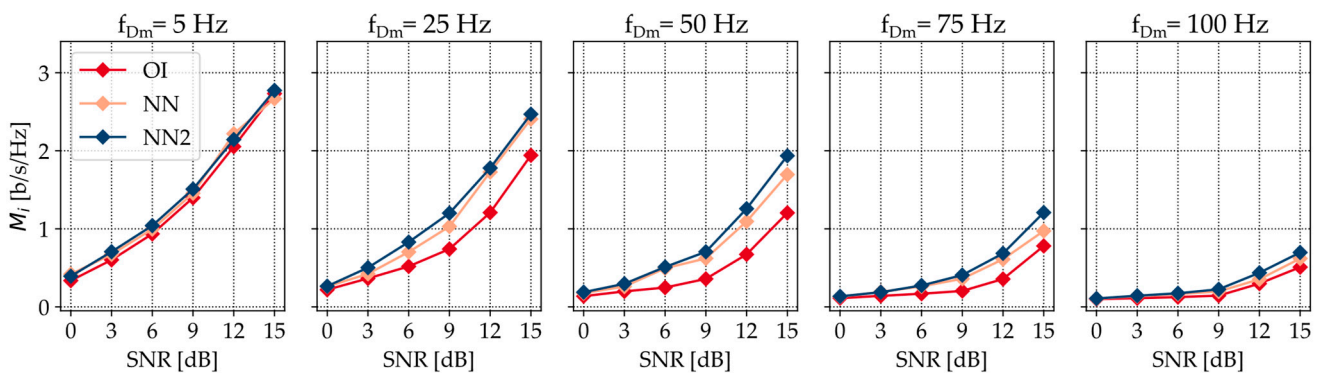 f_Dm= 5 Hz
f_Dm= 25 Hz
f_Dm= 50 Hz
f_Dm= 75 Hz
f_Dm= 100 Hz
OI
NN
NN2
M_i [b/s/Hz]
3
2
1
0
0 3 6 9 12 15
0 3 6 9 12 15
0 3 6 9 12 15
0 3 6 9 12 15
0 3 6 9 12 15
SNR [dB]
SNR [dB]
SNR [dB]
SNR [dB]
SNR [dB]